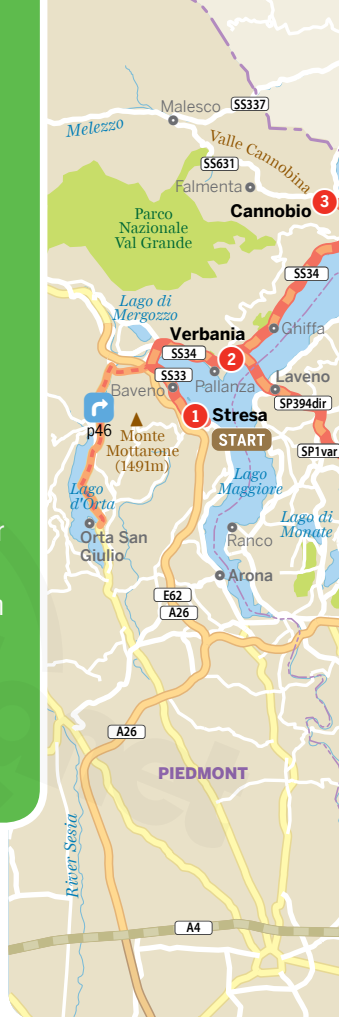 Malesco
SS337
Melezzo
Valle Cannobina
SS631
Falmenta
3
Cannobio
Parco
Nazionale
Val Grande
SS34
Lago di
Mergozzo
Verbania
Ghiffa
SS34
2
SS33
Pallanza
Laveno
Baveno
SP394dir
1 Stresa
START
p46
Monte
Mottarone
(1491m)
SP1var
Lago
Maggiore
Lago
d'Orta
Lago di
Monate
Orta San
Giulio
Ranco
Arona
E62
A26
A26
PIEDMONT
River Sesia
A4